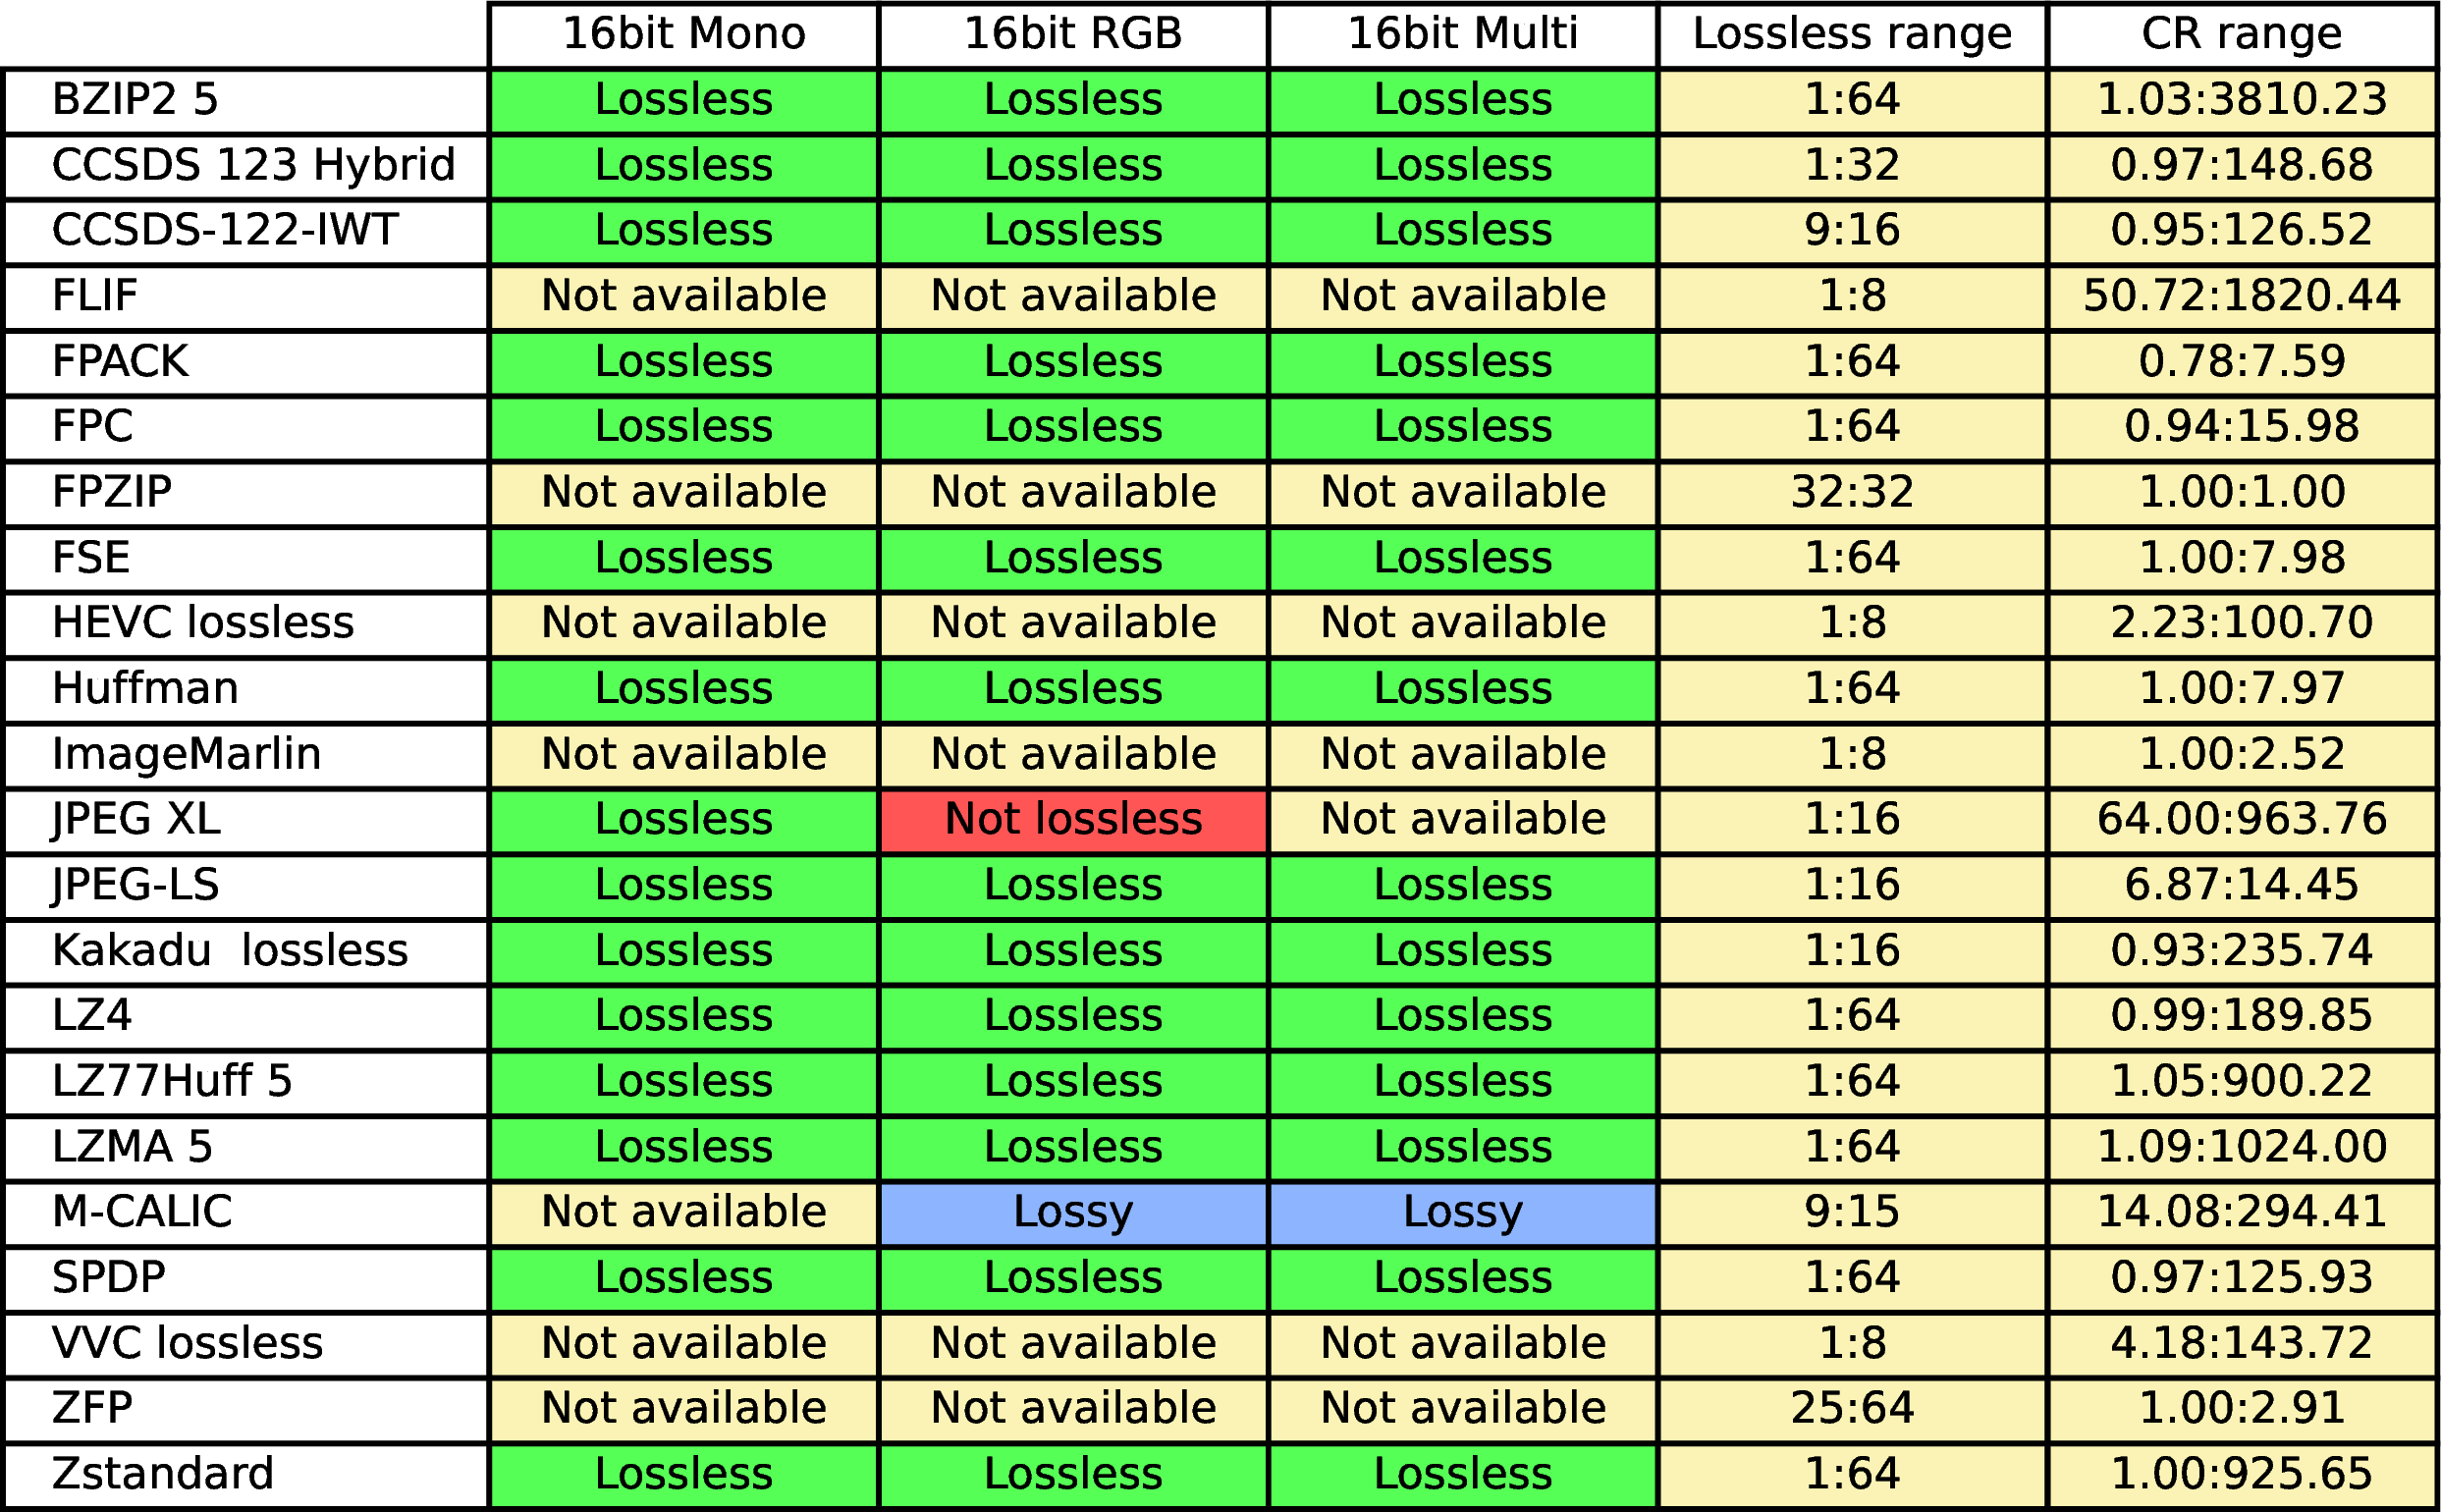 16bit Mono 16bit RGB 16bit Multi Lossless range CR range
BZIP2 5 Lossless Lossless Lossless 1:64 1.03:3810.23
CCSDS 123 Hybrid Lossless Lossless Lossless 1:32 0.97:148.68
CCSDS-122-IWT Lossless Lossless Lossless 9:16 0.95:126.52
FLIF Not available Not available Not available 1:8 50.72:1820.44
FPACK Lossless Lossless Lossless 1:64 0.78:7.59
FPC Lossless Lossless Lossless 1:64 0.94:15.98
FPZIP Not available Not available Not available 32:32 1.00:1.00
FSE Lossless Lossless Lossless 1:64 1.00:7.98
HEVC lossless Not available Not available Not available 1:8 2.23:100.70
Huffman Lossless Lossless Lossless 1:64 1.00:7.97
ImageMarlin Not available Not available Not available 1:8 1.00:2.52
JPEG XL Lossless Not lossless Not available 1:16 64.00:963.76
JPEG-LS Lossless Lossless Lossless 1:16 6.87:14.45
Kakadu lossless Lossless Lossless Lossless 1:16 0.93:235.74
LZ4 Lossless Lossless Lossless 1:64 0.99:189.85
LZ77Huff 5 Lossless Lossless Lossless 1:64 1.05:900.22
LZMA 5 Lossless Lossless Lossless 1:64 1.09:1024.00
M-CALIC Not available Lossy Lossy 9:15 14.08:294.41
SPDP Lossless Lossless Lossless 1:64 0.97:125.93
VVC lossless Not available Not available Not available 1:8 4.18:143.72
ZFP Not available Not available Not available 25:64 1.00:2.91
Zstandard Lossless Lossless Lossless 1:64 1.00:925.65